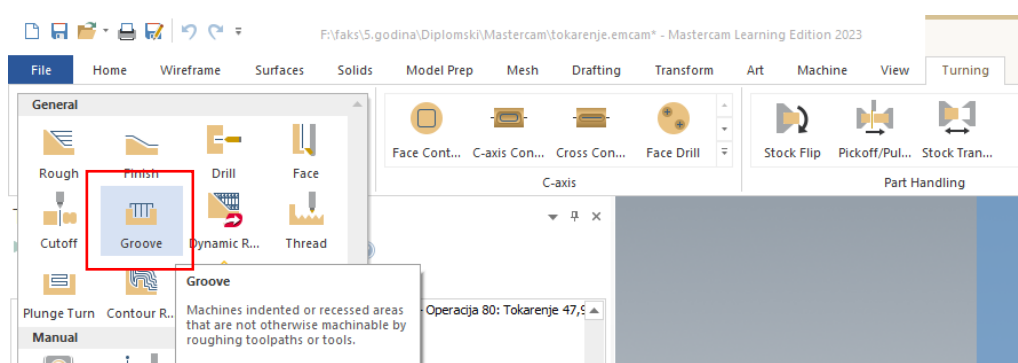 F:\faks\5.godina\Diplomski\Mastercam\tokarenje.emcam* - Mastercam Learning Edition 2023
File Home Wireframe Surfaces Solids Model Prep Mesh Drafting Transform Art Machine View Turning
General
Rough Finish Drill Face
Face Cont... C-axis Con... Cross Con... Face Drill Stock Flip Pickoff/Pul... Stock Tran...
C-axis Part Handling
Cutoff Groove Dynamic R... Thread
Groove
Plunge Turn Contour R...
Machines indented or recessed areas
that are not otherwise machinable by
roughing toolpaths or tools.
- Operacija 80: Tokarenje 47,9
Manual